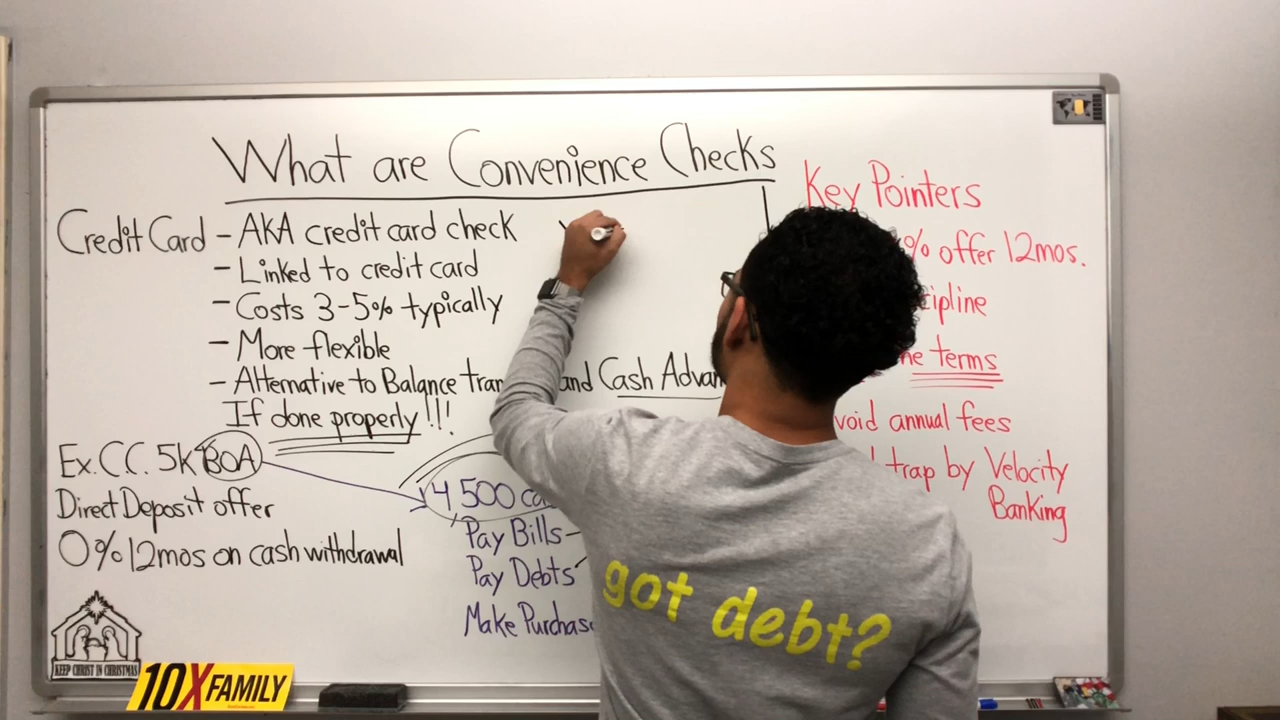 What are Convenience Checks
Credit Card - AKA credit card check
- Linked to credit card
- Costs 3-5% typically
- More flexible
- Alternative to Balance and Cash
If done properly!!!
Ex. C.C. 5K BOA
Direct Deposit offer
0% 12mos on cash withdrawal
4 500
Pay Bills-
Pay Debts
Make
Key Pointers
% offer 12mos.
terms
annual fees
trap by Velocity
Banking
got debt?
KEEP CHRIST IN CHRISTMAS
10X FAMILY